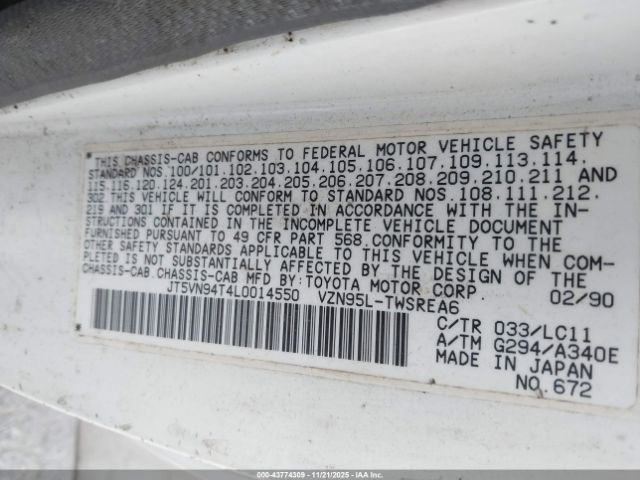 THIS CHASSIS-CAB CONFORMS TO FEDERAL MOTOR VEHICLE SAFETY
STANDARD NOS.100/101.102.103.104.105.106.107.109.113.114.
115.116.120.124.201.203.204.205.206.207.208.209.210.211 AND
302.THIS VEHICLE WILL CONFORM TO STANDARD NOS.108.111.212.
219 AND 301 IF IT IS COMPLETED IN ACCORDANCE WITH THE IN-
STRUCTIONS CONTAINED IN THE INCOMPLETE VEHICLE DOCUMENT
FURNISHED PURSUANT TO 49 CFR PART 568.CONFORMITY TO THE
OTHER SAFETY STANDARDS APPLICABLE TO THIS VEHICLE WHEN COM-
PLETED IS NOT SUBSTANTIALLY AFFECTED BY THE DESIGN OF THE
CHASSIS-CAB.CHASSIS-CAB MFD BY:TOYOTA MOTOR CORP. 02/90
JT5VN94T4L0014550 VZN95L-TWSREA6
C/TR 033/LC11
A/TM G294/A340E
MADE IN JAPAN
NO.672
000-43774309 - 11/21/2025 - IAAI.COM